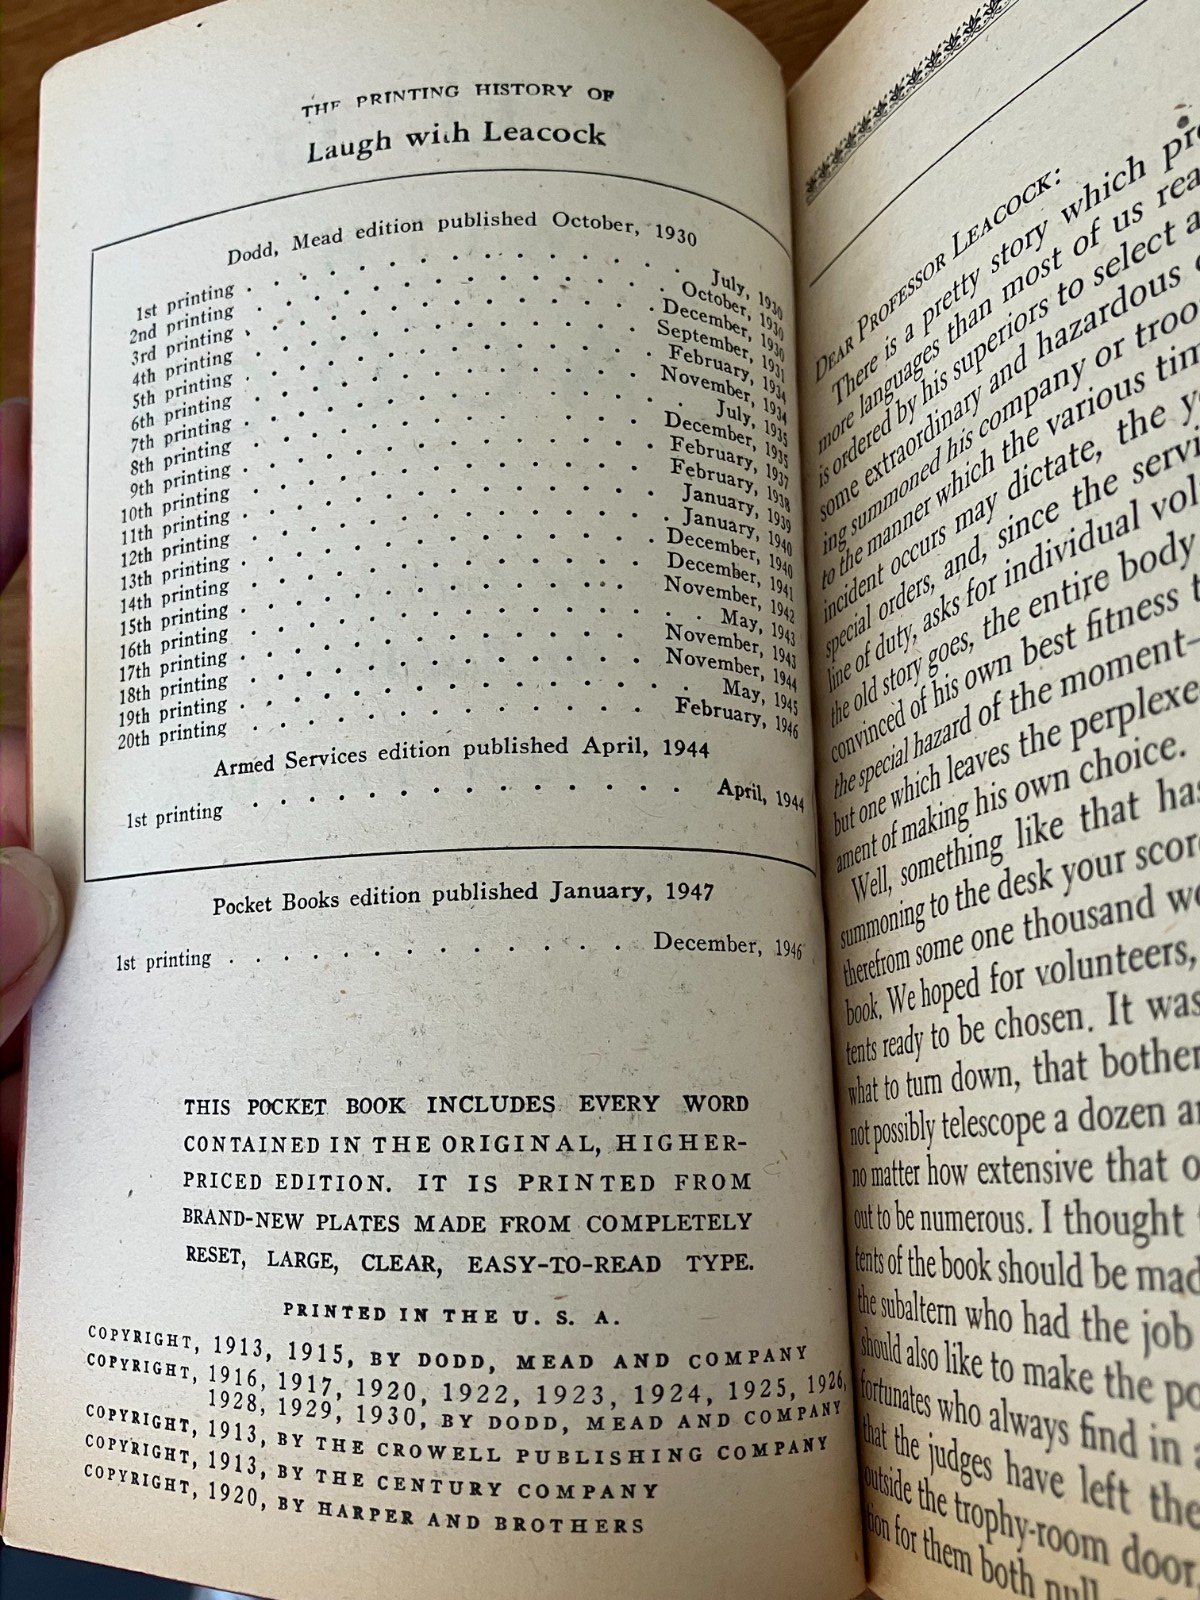 THE PRINTING HISTORY OF
Laugh with Leacock
Dodd, Mead edition published October, 1930
1st printing . . . . . . . . . . . . July, 1930
2nd printing . . . . . . . . . . . . October, 1930
3rd printing . . . . . . . . . . . . December, 1930
4th printing . . . . . . . . . . . . September, 1931
5th printing . . . . . . . . . . . . February, 1934
6th printing . . . . . . . . . . . . November, 1934
7th printing . . . . . . . . . . . . July, 1935
8th printing . . . . . . . . . . . . December, 1935
9th printing . . . . . . . . . . . . February, 1937
10th printing . . . . . . . . . . . . February, 1938
11th printing . . . . . . . . . . . . January, 1939
12th printing . . . . . . . . . . . . January, 1940
13th printing . . . . . . . . . . . . December, 1940
14th printing . . . . . . . . . . . . December, 1941
15th printing . . . . . . . . . . . . November, 1942
16th printing . . . . . . . . . . . . May, 1943
17th printing . . . . . . . . . . . . November, 1943
18th printing . . . . . . . . . . . . November, 1944
19th printing . . . . . . . . . . . . May, 1945
20th printing . . . . . . . . . . . . February, 1946
Armed Services edition published April, 1944
1st printing . . . . . . . . . . . . April, 1944
Pocket Books edition published January, 1947
1st printing . . . . . . . . . . . . December, 1946
THIS POCKET BOOK INCLUDES EVERY WORD
CONTAINED IN THE ORIGINAL, HIGHER-
PRICED EDITION. IT IS PRINTED FROM
BRAND-NEW PLATES MADE FROM COMPLETELY
RESET, LARGE, CLEAR, EASY-TO-READ TYPE.
PRINTED IN THE U. S. A.
COPYRIGHT, 1913, 1915, BY DODD, MEAD AND COMPANY
COPYRIGHT, 1916, 1917, 1920, 1922, 1923, 1924, 1925, 1926,
1928, 1929, 1930, BY DODD, MEAD AND COMPANY
COPYRIGHT, 1913, BY THE CROWELL PUBLISHING COMPANY
COPYRIGHT, 1913, BY THE CENTURY COMPANY
COPYRIGHT, 1920, BY HARPER AND BROTHERS
DEAR PROFESSOR LEACOCK:
There is a pretty story which
more languages than most of us
is ordered by his superiors to select
some extraordinary and hazardous
ing summoned his company or
to the manner which the various
incident occurs may dictate, the
special orders, and, since the
line of duty, asks for individual
the old story goes, the entire body
convinced of his own best fitness
the special hazard of the moment—
but one which leaves the
ament of making his own choice.
Well, something like that
summoning to the desk your
therefrom some one thousand
book. We hoped for volunteers,
tents ready to be chosen. It was
what to turn down, that
not possibly telescope a dozen
no matter how extensive that
out to be numerous. I thought
tents of the book should be
the subaltern who had the job
should also like to make the
fortunates who always find in
that the judges have left the
outside the trophy-room door,
tion for them both